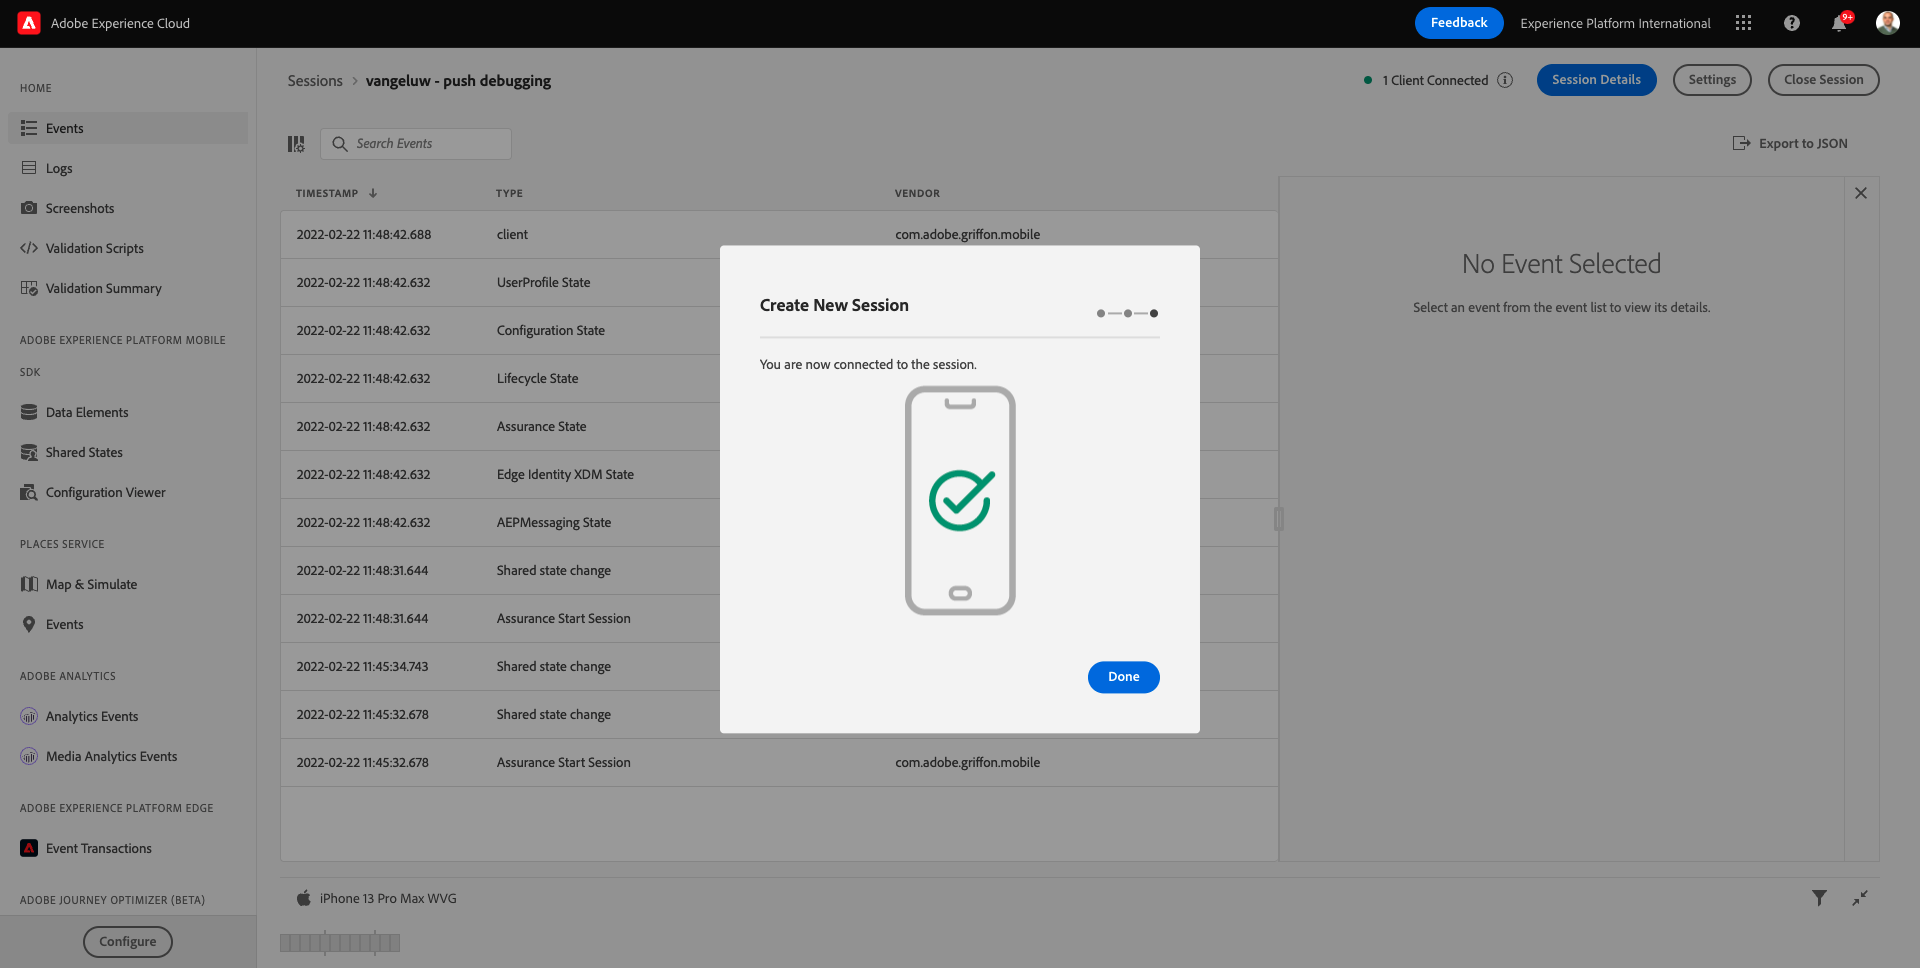 Adobe Experience Cloud
Feedback
Experience Platform International
9+
HOME
Events
Logs
Screenshots
Validation Scripts
Validation Summary
ADOBE EXPERIENCE PLATFORM MOBILE
SDK
Data Elements
Shared States
Configuration Viewer
PLACES SERVICE
Map & Simulate
Events
ADOBE ANALYTICS
Analytics Events
Media Analytics Events
ADOBE EXPERIENCE PLATFORM EDGE
Event Transactions
ADOBE JOURNEY OPTIMIZER (BETA)
Configure
Sessions > vangeluw - push debugging
1 Client Connected
Session Details
Settings
Close Session
Search Events
Export to JSON
TIMESTAMP TYPE VENDOR
2022-02-22 11:48:42.688 client com.adobe.griffon.mobile
2022-02-22 11:48:42.632 UserProfile State
2022-02-22 11:48:42.632 Configuration State
2022-02-22 11:48:42.632 Lifecycle State
2022-02-22 11:48:42.632 Assurance State
2022-02-22 11:48:42.632 Edge Identity XDM State
2022-02-22 11:48:42.632 AEPMessaging State
2022-02-22 11:48:31.644 Shared state change
2022-02-22 11:48:31.644 Assurance Start Session
2022-02-22 11:45:34.743 Shared state change
2022-02-22 11:45:32.678 Shared state change
2022-02-22 11:45:32.678 Assurance Start Session com.adobe.griffon.mobile
No Event Selected
Select an event from the event list to view its details.
Create New Session
You are now connected to the session.
Done
iPhone 13 Pro Max WVG